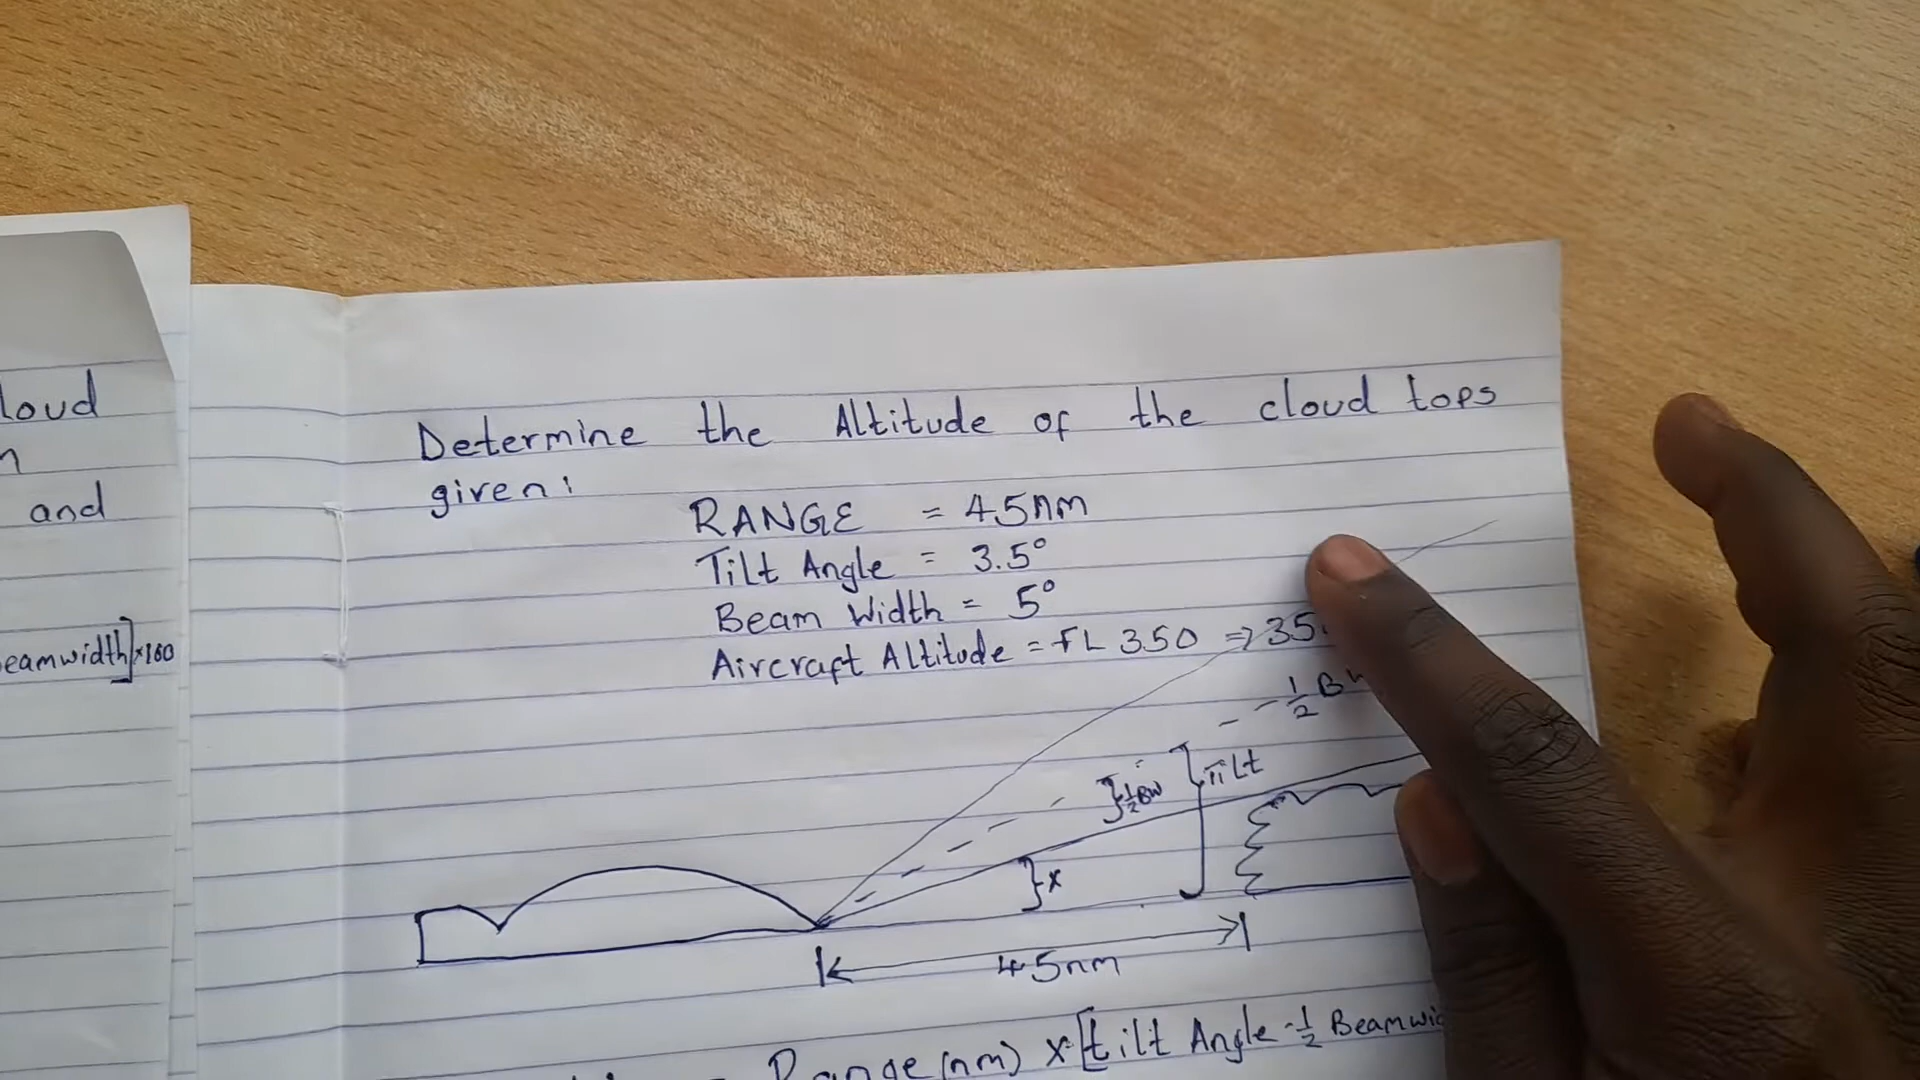 loud
and
eamwidth]×100
Determine the Altitude of the cloud tops
given:
RANGE = 45nm
Tilt Angle = 3.5°
Beam Width = 5°
Aircraft Altitude = FL 350 ⇒ 35
1/2 B
1/2 BW
Tilt
x
45nm
Range (nm) × [tilt Angle - 1/2 Beamwi